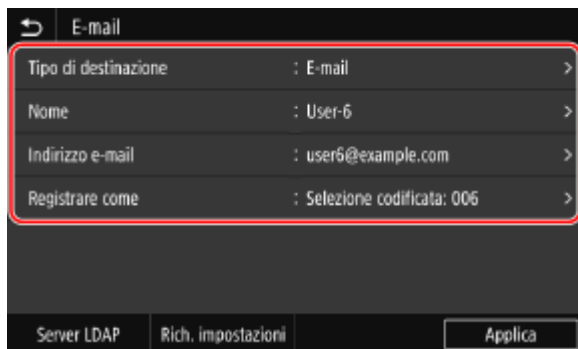 E-mail
Tipo di destinazione : E-mail >
Nome : User-6 >
Indirizzo e-mail : user6@example.com >
Registrare come : Selezione codificata: 006 >
Server LDAP Rich. impostazioni Applica